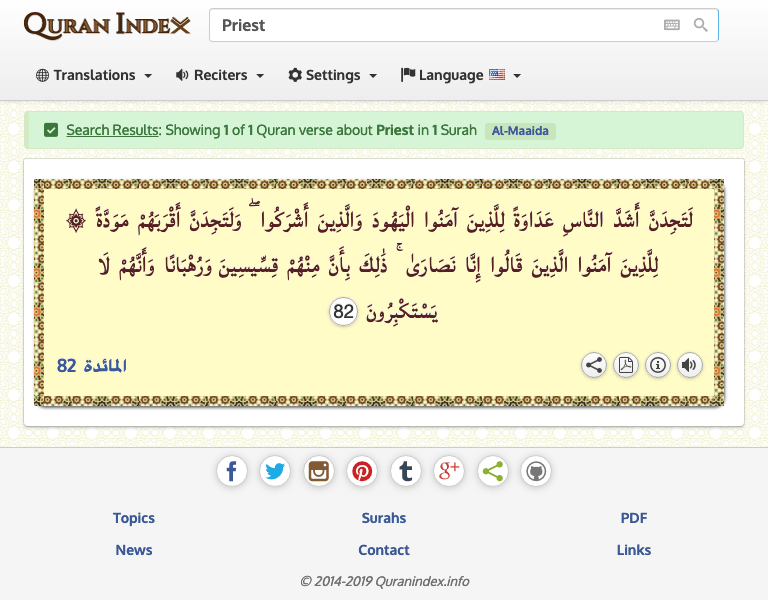 QURAN INDEX
Priest
Translations
Reciters
Settings
Language
Search Results: Showing 1 of 1 Quran verse about Priest in 1 Surah Al-Maaida
۞ لَتَجِدَنَّ أَشَدَّ النَّاسِ عَدَاوَةً لِلَّذِينَ آمَنُوا الْيَهُودَ وَالَّذِينَ أَشْرَكُوا ۖ وَلَتَجِدَنَّ أَقْرَبَهُمْ مَوَدَّةً
لِلَّذِينَ آمَنُوا الَّذِينَ قَالُوا إِنَّا نَصَارَىٰ ۚ ذَٰلِكَ بِأَنَّ مِنْهُمْ قِسِّيسِينَ وَرُهْبَانًا وَأَنَّهُمْ لَا
يَسْتَكْبِرُونَ 82
المائدة 82
Topics
Surahs
PDF
News
Contact
Links
© 2014-2019 Quranindex.info